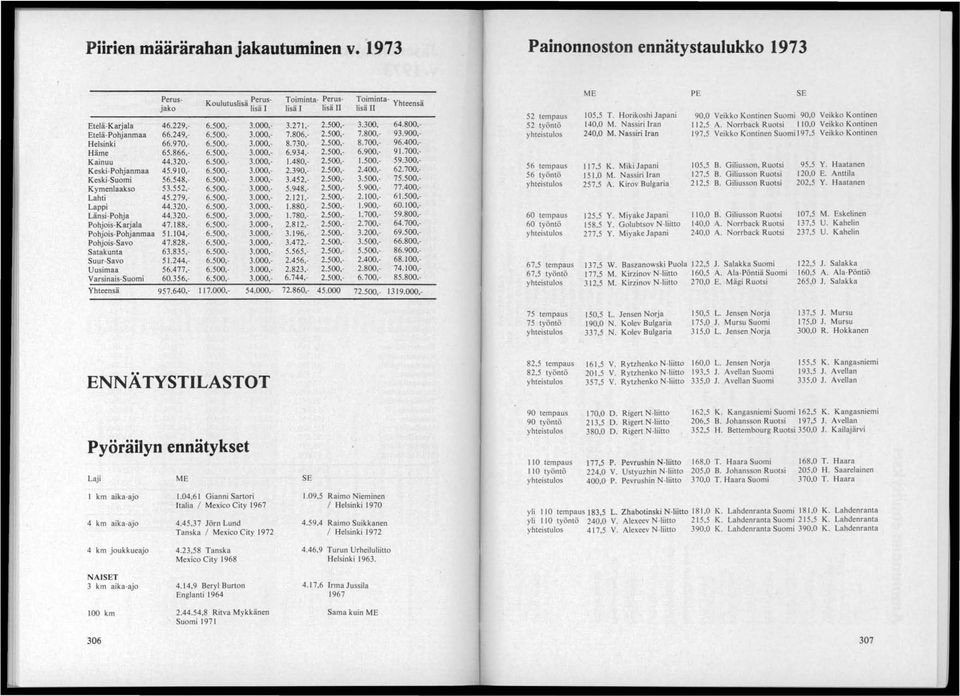 Piirien määrärahan jakautuminen v. 1973
Perusjako Koulutuslisä Peruslisä I Toimintalisä I Peruslisä II Toimintalisä II Yhteensä
Etelä-Karjala 46.229,- 6.500,- 3.000,- 3.271,- 2.500,- 3.300, 64.800,-
Etelä-Pohjanmaa 66.249,- 6.500,- 3.000,- 7.806,- 2.500,- 7.800,- 93.900,-
Helsinki 66.970,- 6.500,- 3.000,- 8.730,- 2.500,- 8.700,- 96.400,-
Häme 65.866,- 6.500,- 3.000,- 6.934,- 2.500,- 6.900,- 91.700,-
Kainuu 44.320,- 6.500,- 3.000,- 1.480,- 2.500,- 1.500,- 59.300,-
Keski-Pohjanmaa 45.910,- 6.500,- 3.000,- 2.390,- 2.500,- 2.400,- 62.700,-
Keski-Suomi 56.548,- 6.500,- 3.000,- 3.452,- 2.500,- 3.500,- 75.500,-
Kymenlaakso 53.552,- 6.500,- 3.000,- 5.948,- 2.500,- 5.900,- 77.400,-
Lahti 45.279,- 6.500,- 3.000,- 2.121,- 2.500,- 2.100,- 61.500,-
Lappi 44.320,- 6.500,- 3.000,- 1.880,- 2.500,- 1.900,- 60.100,-
Länsi-Pohja 44.320,- 6.500,- 3.000,- 1.780,- 2.500,- 1.700,- 59.800,-
Pohjois-Karjala 47.188,- 6.500,- 3.000,- 2.812,- 2.500,- 2.700,- 64.700,-
Pohjois-Pohjanmaa 51.104,- 6.500,- 3.000,- 3.196,- 2.500,- 3.200,- 69.500,-
Pohjois-Savo 47.828,- 6.500,- 3.000,- 3.472,- 2.500,- 3.500,- 66.800,-
Satakunta 63.835,- 6.500,- 3.000,- 5.565,- 2.500,- 5.500,- 86.900,-
Suur-Savo 51.244,- 6.500,- 3.000,- 2.456,- 2.500,- 2.400,- 68.100,-
Uusimaa 56.477,- 6.500,- 3.000,- 2.823,- 2.500,- 2.800,- 74.100,-
Varsinais-Suomi 60.356,- 6.500,- 3.000,- 6.744,- 2.500,- 6.700,- 85.800,-
Yhteensä 957.640,- 117.000,- 54.000,- 72.860,- 45.000 72.500,- 1319.000,-
ENNÄTYSTILASTOT
Pyöräilyn ennätykset
Laji ME SE
1 km aika-ajo 1.04,61 Gianni Sartori 1.09,5 Raimo Nieminen
Italia / Mexico City 1967 / Helsinki 1970
4 km aika-ajo 4.45,37 Jörn Lund 4.59,4 Raimo Suikkanen
Tanska / Mexico City 1972 / Helsinki 1972
4 km joukkueajo 4.23,58 Tanska 4.46,9 Turun Urheiluliitto
Mexico City 1968 Helsinki 1963.
NAISET
3 km aika-ajo 4.14,9 Beryl Burton 4.17,6 Irma Jussila
Englanti 1964 1967
100 km 2.44.54,8 Ritva Mykkänen Sama kuin ME
Suomi 1971
306
Painonnoston ennätystaulukko 1973
ME PE SE
52 tempaus 105,5 T. Horikoshi Japani 90,0 Veikko Kontinen Suomi 90,0 Veikko Kontinen
52 työntö 140,0 M. Nassiri Iran 112,5 A. Norrback Ruotsi 110,0 Veikko Kontinen
yhteistulos 240,0 M. Nassiri Iran 197,5 Veikko Kontinen Suomi 197,5 Veikko Kontinen
56 tempaus 117,5 K. Miki Japani 105,5 B. Giliusson, Ruotsi 95,5 Y. Haatanen
56 työntö 151,0 M. Nassiri Iran 127,5 B. Giliusson Ruotsi 120,0 E. Anttila
yhteistulos 257,5 A. Kirov Bulgaria 212,5 B. Giliusson Ruotsi 202,5 Y. Haatanen
60 tempaus 125,5 Y. Miyake Japani 110,0 B. Giliusson Ruotsi 107,5 M. Eskelinen
60 työntö 158,5 Y. Golubtsov N-liitto 140,0 A. Norrback Ruotsi 137,5 U. Kahelin
yhteistulos 277,5 Y. Miyake Japani 240,0 A. Norrback Ruotsi 237,5 U. Kahelin
67,5 tempaus 137,5 W. Baszanowski Puola 122,5 J. Salakka Suomi 122,5 J. Salakka
67,5 työntö 177,5 M. Kirzinov N-liitto 160,5 A. Ala-Pöntiä Suomi 160,5 A. Ala-Pöntiö
yhteistulos 312,5 M. Kirzinov N-liitto 270,0 E. Mägi Ruotsi 265,0 J. Salakka
75 tempaus 150,5 L. Jensen Norja 150,5 L. Jensen Norja 137,5 J. Mursu
75 työntö 190,0 N. Kolev Bulgaria 175,0 J. Mursu Suomi 175,0 J. Mursu
yhteistulos 337,5 N. Kolev Bulgaria 315,0 L. Jensen Norja 300,0 R. Hokkanen
82,5 tempaus 161,5 V. Rytzhenko N-liitto 160,0 L. Jensen Norja 155,5 K. Kangasniemi
82,5 työntö 201,5 V. Rytzhenko N-liitto 193,5 J. Avellan Suomi 193,5 J. Avellan
yhteistulos 357,5 V. Rytzhenko N-liitto 335,0 J. Avellan Suomi 335,0 J. Avellan
90 tempaus 170,0 D. Rigert N-liitto 162,5 K. Kangasniemi Suomi 162,5 K. Kangasniemi
90 työntö 213,5 D. Rigert N-liitto 206,5 B. Johansson Ruotsi 197,5 J. Avellan
yhteistulos 380,0 D. Rigert N-liitto 352,5 H. Bettembourg Ruotsi 350,0 J. Kailajärvi
110 tempaus 177,5 P. Pevrushin N-liitto 168,0 T. Haara Suomi 168,0 T. Haara
110 työntö 224,0 V. Ustyuzhin N-liitto 205,0 B. Johansson Ruotsi 205,0 H. Saarelainen
yhteistulos 400,0 P. Pevrushin N-liitto 370,0 T. Haara Suomi 370,0 T. Haara
yli 110 tempaus 183,5 L. Zhabotinski N-liitto 181,0 K. Lahdenranta Suomi 181,0 K. Lahdenranta
yli 110 työntö 240,0 V. Alexeev N-liitto 215,5 K. Lahdenranta Suomi 215,5 K. Lahdenranta
yhteistulos 417,5 V. Alexeev N-liitto 390,0 K. Lahdenranta Suomi 390,0 K. Lahdenranta
307